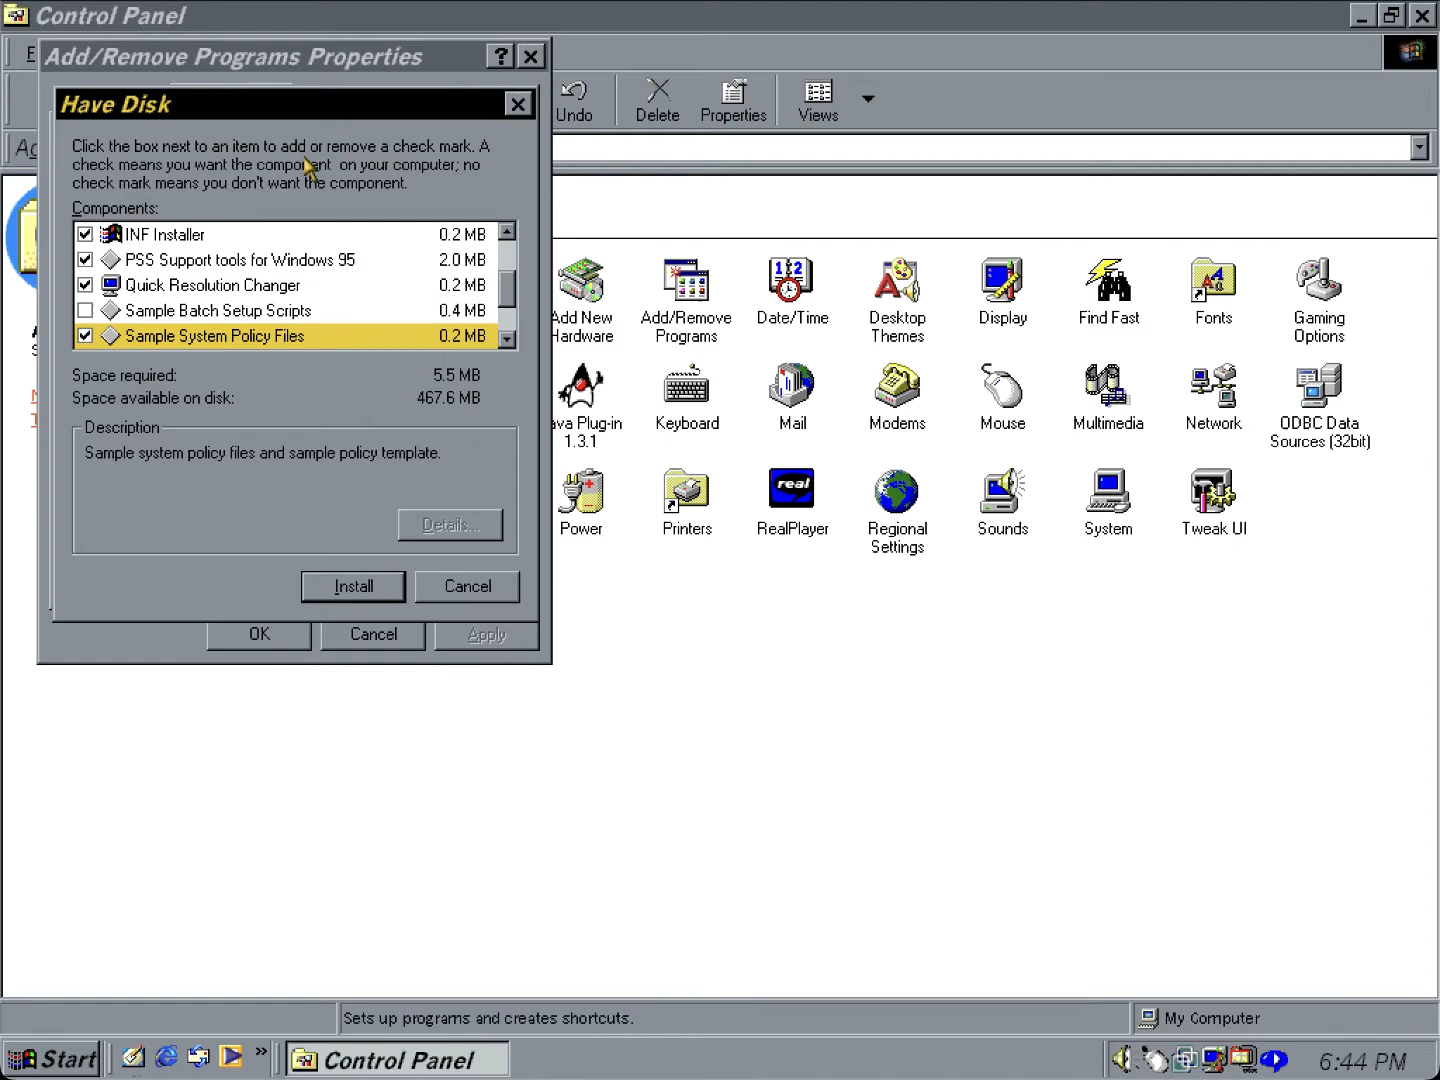 Control Panel
F
Add/Remove Programs Properties
Have Disk
Undo
Delete
Properties
Views
Click the box next to an item to add or remove a check mark. A
check means you want the component on your computer; no
check mark means you don't want the component.
Components:
INF Installer 0.2 MB
PSS Support tools for Windows 95 2.0 MB
Quick Resolution Changer 0.2 MB
Sample Batch Setup Scripts 0.4 MB
Sample System Policy Files 0.2 MB
Space required: 5.5 MB
Space available on disk: 467.6 MB
Description
Sample system policy files and sample policy template.
Details...
Install
Cancel
OK
Cancel
Apply
Add New
Hardware
Add/Remove
Programs
Date/Time
Desktop
Themes
Display
Find Fast
Fonts
Gaming
Options
ava Plug-in
1.3.1
Keyboard
Mail
Modems
Mouse
Multimedia
Network
ODBC Data
Sources (32bit)
Power
Printers
real
RealPlayer
Regional
Settings
Sounds
System
Tweak UI
Sets up programs and creates shortcuts.
My Computer
Start
Control Panel
6:44 PM